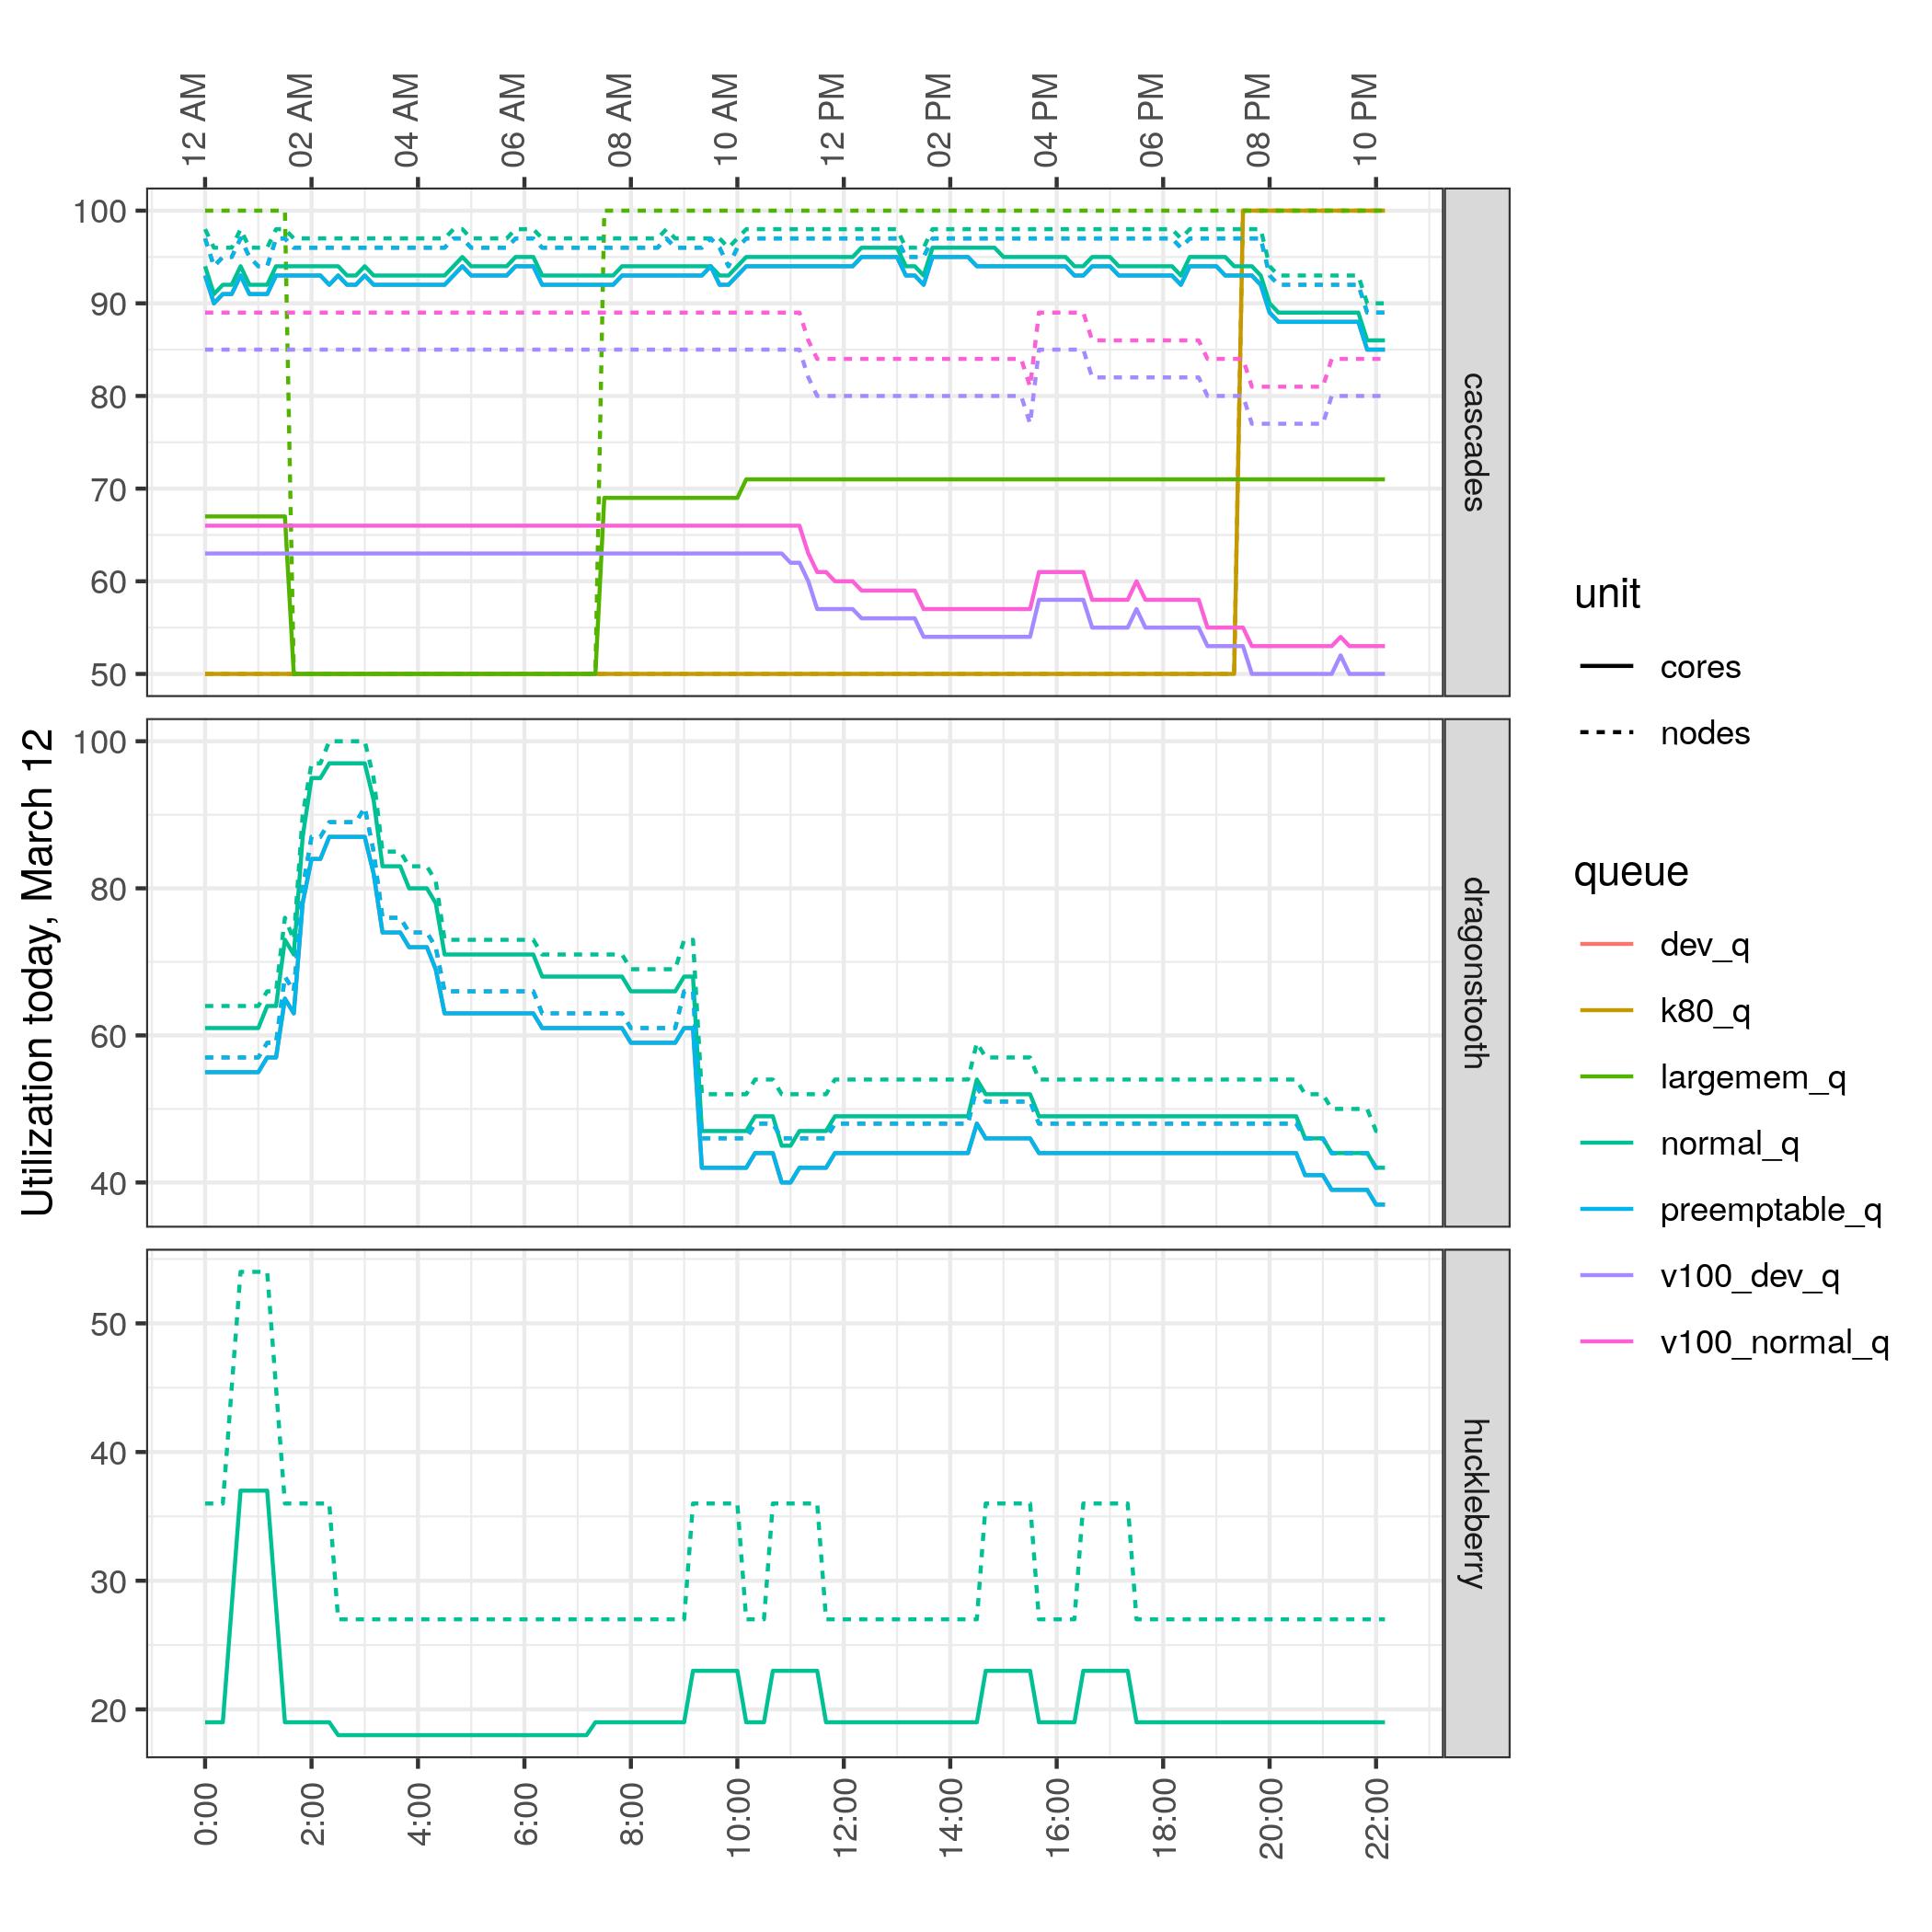 12 AM
02 AM
04 AM
06 AM
08 AM
10 AM
12 PM
02 PM
04 PM
06 PM
08 PM
10 PM
Utilization today, March 12
100
90
80
70
60
50
cascades
100
80
60
40
dragonstooth
50
40
30
20
huckleberry
0:00
2:00
4:00
6:00
8:00
10:00
12:00
14:00
16:00
18:00
20:00
22:00
unit
cores
nodes
queue
dev_q
k80_q
largemem_q
normal_q
preemptable_q
v100_dev_q
v100_normal_q